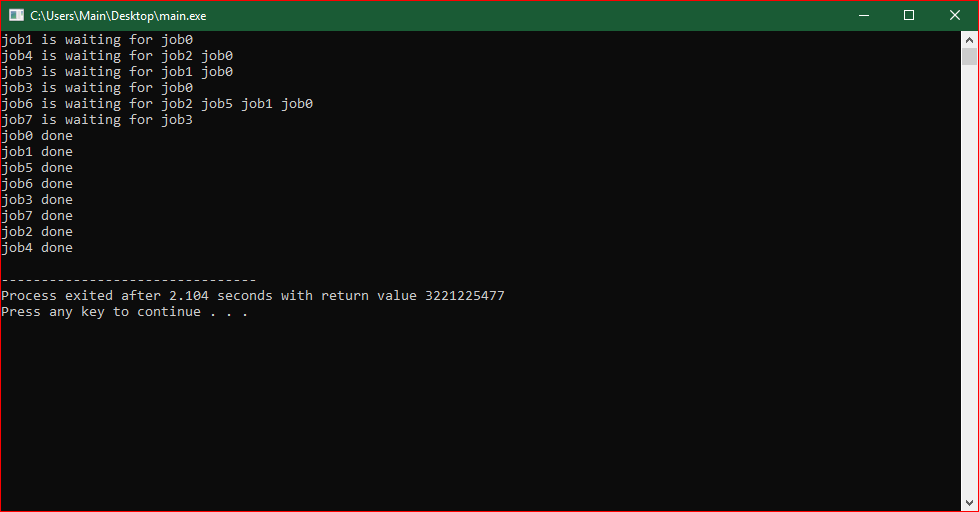 C:\Users\Main\Desktop\main.exe
job1 is waiting for job0
job4 is waiting for job2 job0
job3 is waiting for job1 job0
job3 is waiting for job0
job6 is waiting for job2 job5 job1 job0
job7 is waiting for job3
job0 done
job1 done
job5 done
job6 done
job3 done
job7 done
job2 done
job4 done
--------------------------------
Process exited after 2.104 seconds with return value 3221225477
Press any key to continue . . .